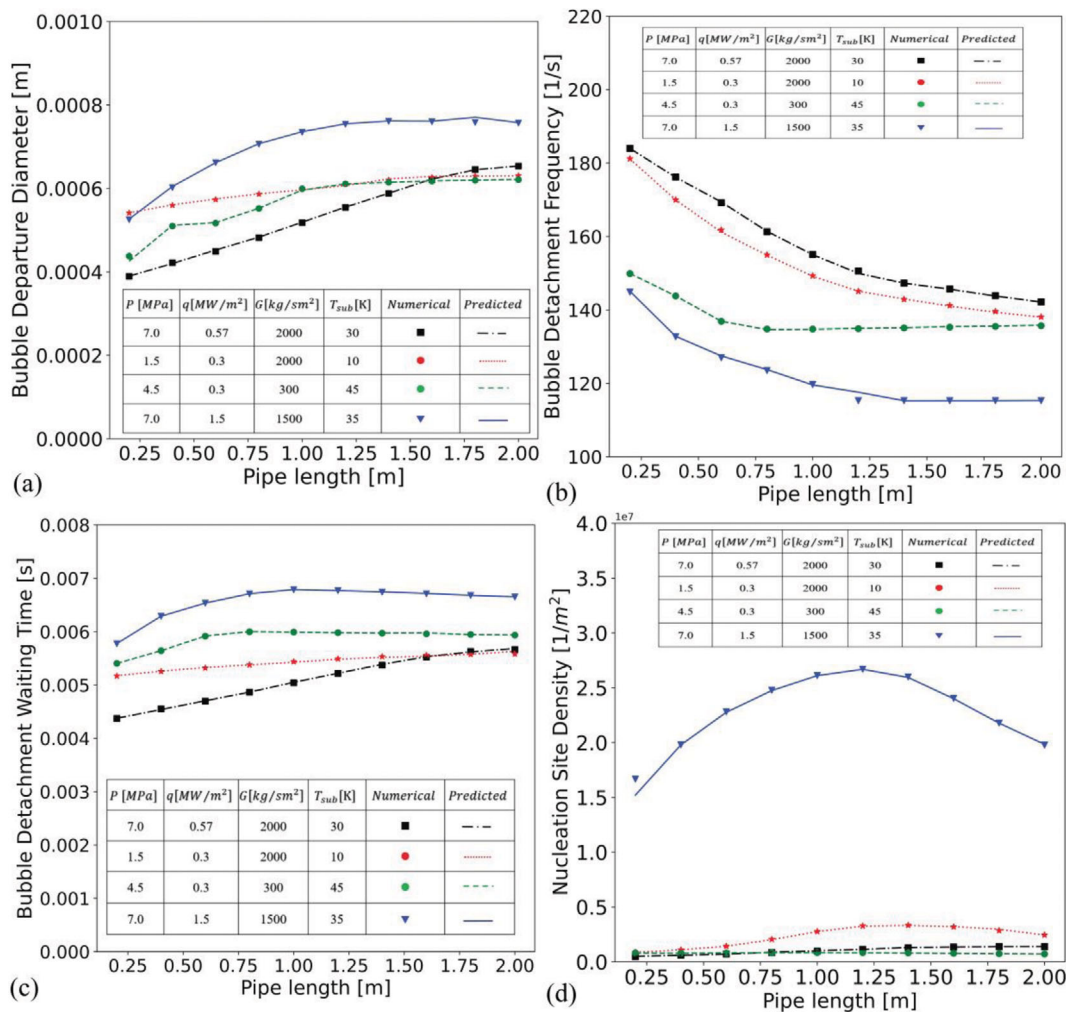 0.0010
0.0008
0.0006
0.0004
0.0002
0.0000
Bubble Departure Diameter [m]
P [MPa] q[MW/m²] G[kg/sm²] T_sub[K] Numerical Predicted
7.0 0.57 2000 30
1.5 0.3 2000 10
4.5 0.3 300 45
7.0 1.5 1500 35
0.25 0.50 0.75 1.00 1.25 1.50 1.75 2.00
Pipe length [m]
(a)
220
200
180
160
140
120
100
Bubble Detachment Frequency [1/s]
P [MPa] q[MW/m²] G[kg/sm²] T_sub[K] Numerical Predicted
7.0 0.57 2000 30
1.5 0.3 2000 10
4.5 0.3 300 45
7.0 1.5 1500 35
0.25 0.50 0.75 1.00 1.25 1.50 1.75 2.00
Pipe length [m]
(b)
0.008
0.007
0.006
0.005
0.004
0.003
0.002
0.001
0.000
Bubble Detachment Waiting Time [s]
P [MPa] q[MW/m²] G[kg/sm²] T_sub[K] Numerical Predicted
7.0 0.57 2000 30
1.5 0.3 2000 10
4.5 0.3 300 45
7.0 1.5 1500 35
0.25 0.50 0.75 1.00 1.25 1.50 1.75 2.00
Pipe length [m]
(c)
1e7
4.0
3.5
3.0
2.5
2.0
1.5
1.0
0.5
0.0
Nucleation Site Density [1/m²]
P [MPa] q[MW/m²] G[kg/sm²] T_sub[K] Numerical Predicted
7.0 0.57 2000 30
1.5 0.3 2000 10
4.5 0.3 300 45
7.0 1.5 1500 35
0.25 0.50 0.75 1.00 1.25 1.50 1.75 2.00
Pipe length [m]
(d)